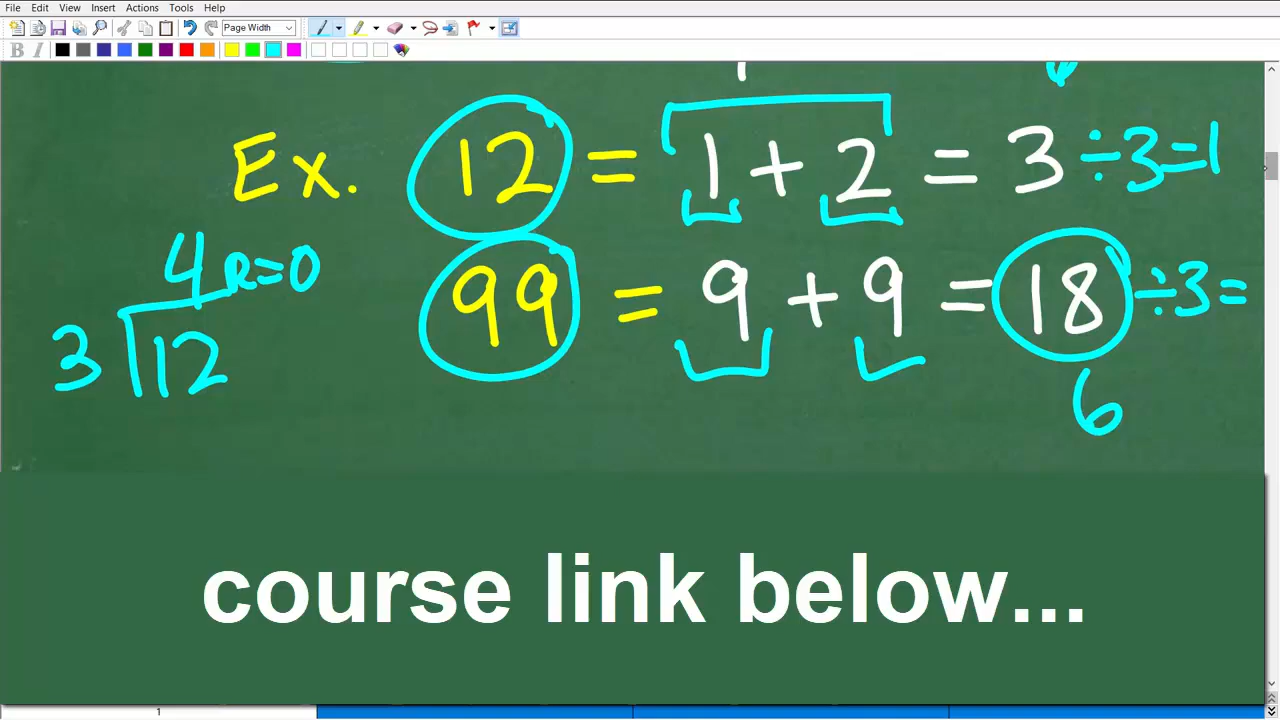 File Edit View Insert Actions Tools Help
Page Width
B I
Ex. 12 = 1 + 2 = 3 ÷3=1
4 R=0
99 = 9 + 9 = 18 ÷3=
3 12
6
course link below...
1